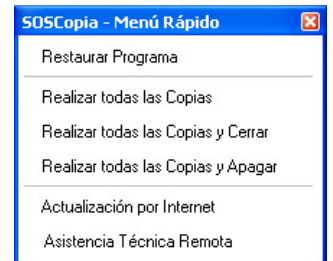 SOSCopia - Menú Rápido
Restaurar Programa
Realizar todas las Copias
Realizar todas las Copias y Cerrar
Realizar todas las Copias y Apagar
Actualización por Internet
Asistencia Técnica Remota